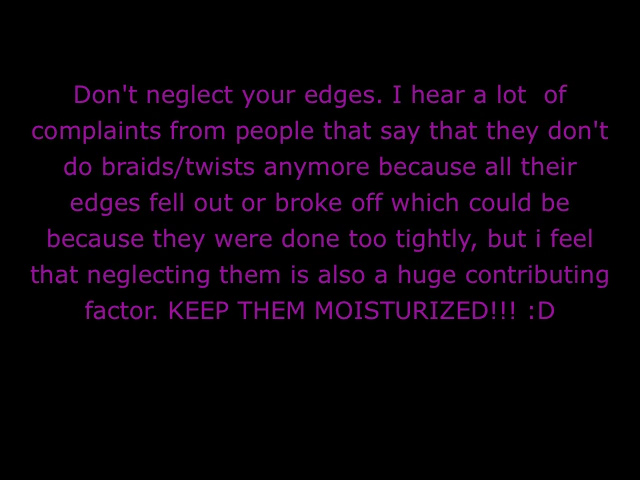 Don't neglect your edges. I hear a lot  of
complaints from people that say that they don't
do braids/twists anymore because all their
edges fell out or broke off which could be
because they were done too tightly, but i feel
that neglecting them is also a huge contributing
factor. KEEP THEM MOISTURIZED!!! :D